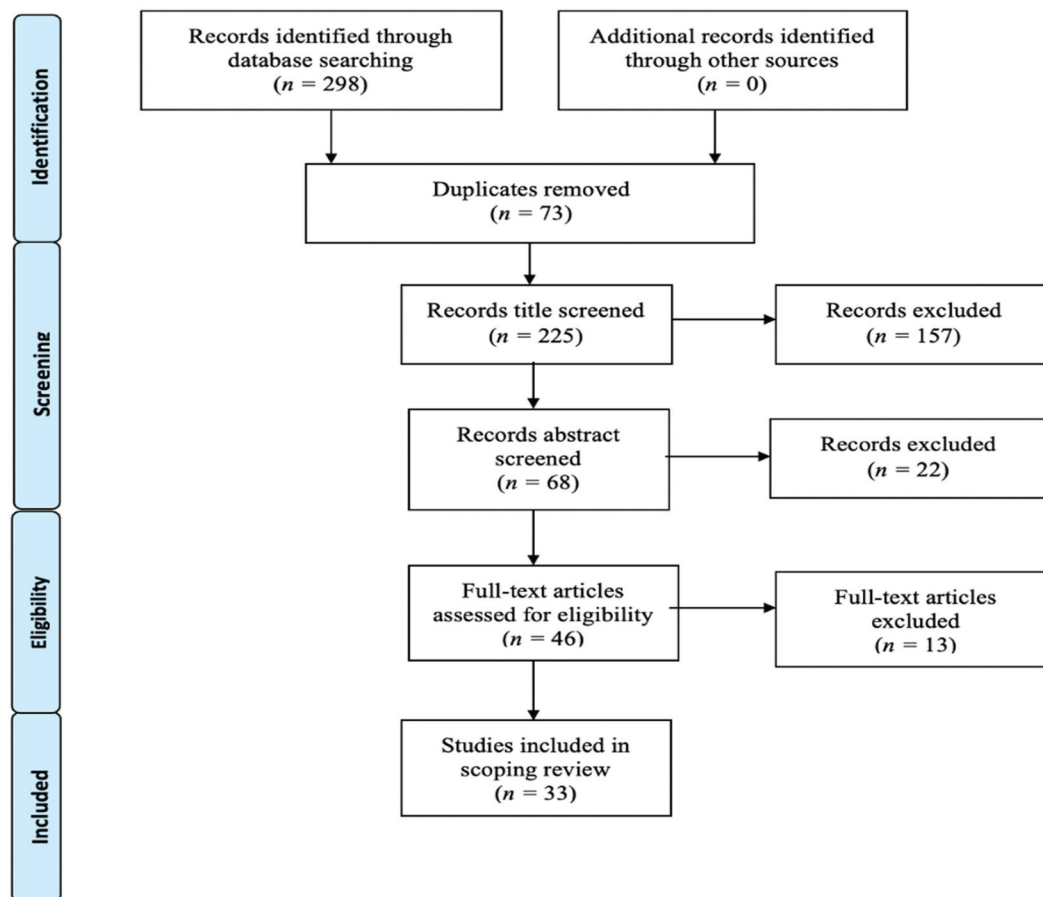 Identification
Records identified through
database searching
(n = 298)
Additional records identified
through other sources
(n = 0)
Duplicates removed
(n = 73)
Screening
Records title screened
(n = 225)
Records excluded
(n = 157)
Records abstract
screened
(n = 68)
Records excluded
(n = 22)
Eligibility
Full-text articles
assessed for eligibility
(n = 46)
Full-text articles
excluded
(n = 13)
Included
Studies included in
scoping review
(n = 33)